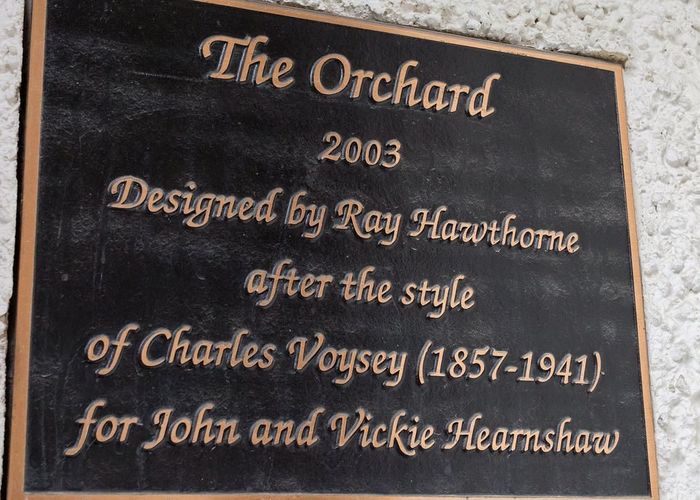 The Orchard
2003
Designed by Ray Hawthorne
after the style
of Charles Voysey (1857-1941)
for John and Vickie Hearnshaw